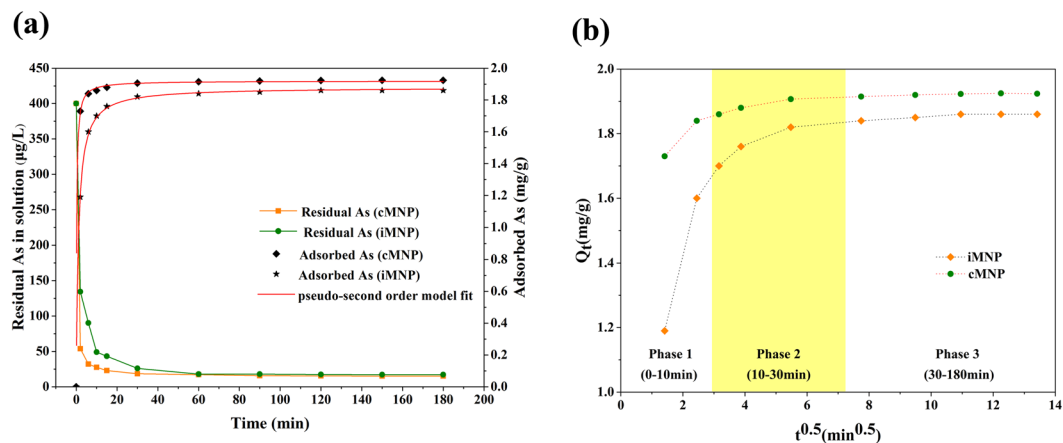 (a)
450
400
350
300
250
200
150
100
50
0
Residual As in solution (µg/L)
0 20 40 60 80 100 120 140 160 180 200
Time (min)
2.0
1.8
1.6
1.4
1.2
1.0
0.8
0.6
0.4
0.2
0.0
Adsorbed As (mg/g)
Residual As (cMNP)
Residual As (iMNP)
Adsorbed As (cMNP)
Adsorbed As (iMNP)
pseudo-second order model fit
(b)
2.0
1.8
1.6
1.4
1.2
1.0
Qt(mg/g)
iMNP
cMNP
Phase 1
(0-10min)
Phase 2
(10-30min)
Phase 3
(30-180min)
0 2 4 6 8 10 12 14
t0.5(min0.5)